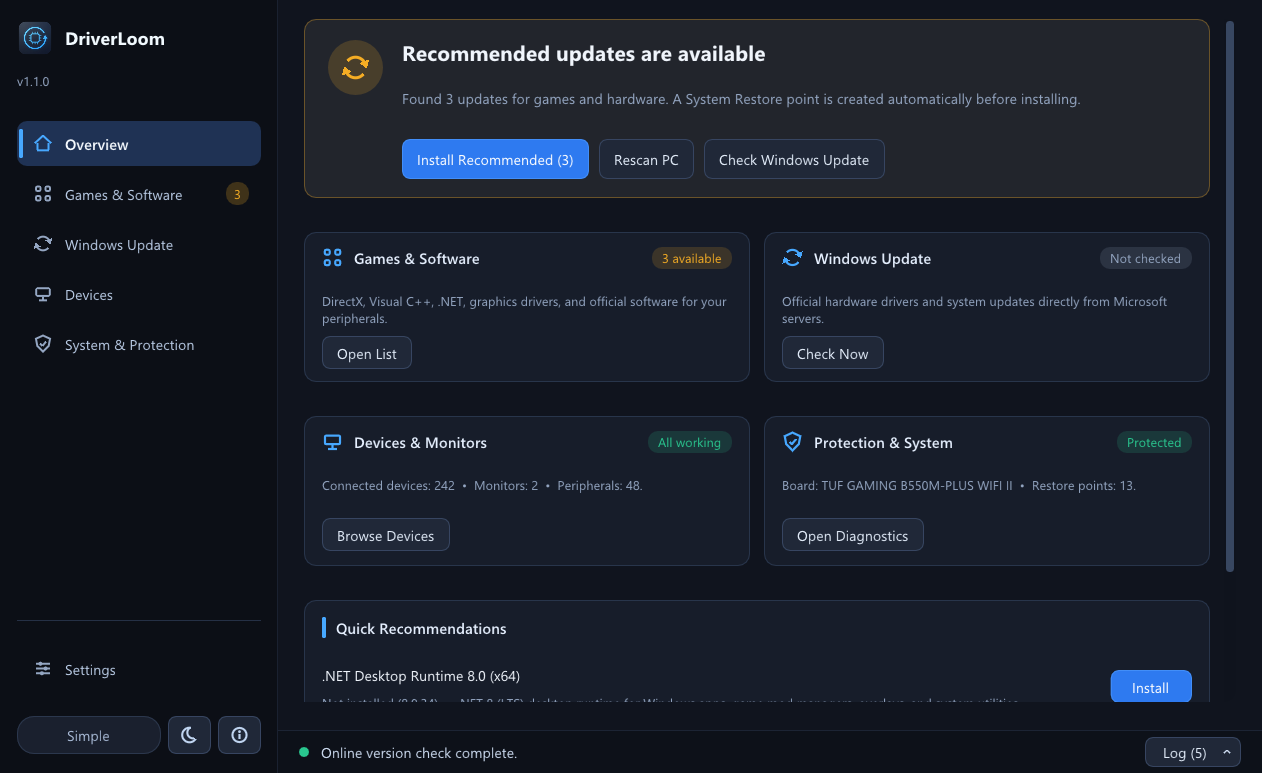 DriverLoom
v1.1.0
Overview
Games & Software
3
Windows Update
Devices
System & Protection
Settings
Simple
Recommended updates are available
Found 3 updates for games and hardware. A System Restore point is created automatically before installing.
Install Recommended (3)
Rescan PC
Check Windows Update
Games & Software
3 available
DirectX, Visual C++, .NET, graphics drivers, and official software for your
peripherals.
Open List
Windows Update
Not checked
Official hardware drivers and system updates directly from Microsoft
servers.
Check Now
Devices & Monitors
All working
Connected devices: 242 • Monitors: 2 • Peripherals: 48.
Browse Devices
Protection & System
Protected
Board: TUF GAMING B550M-PLUS WIFI II • Restore points: 13.
Open Diagnostics
Quick Recommendations
.NET Desktop Runtime 8.0 (x64)
Install
Online version check complete.
Log (5)